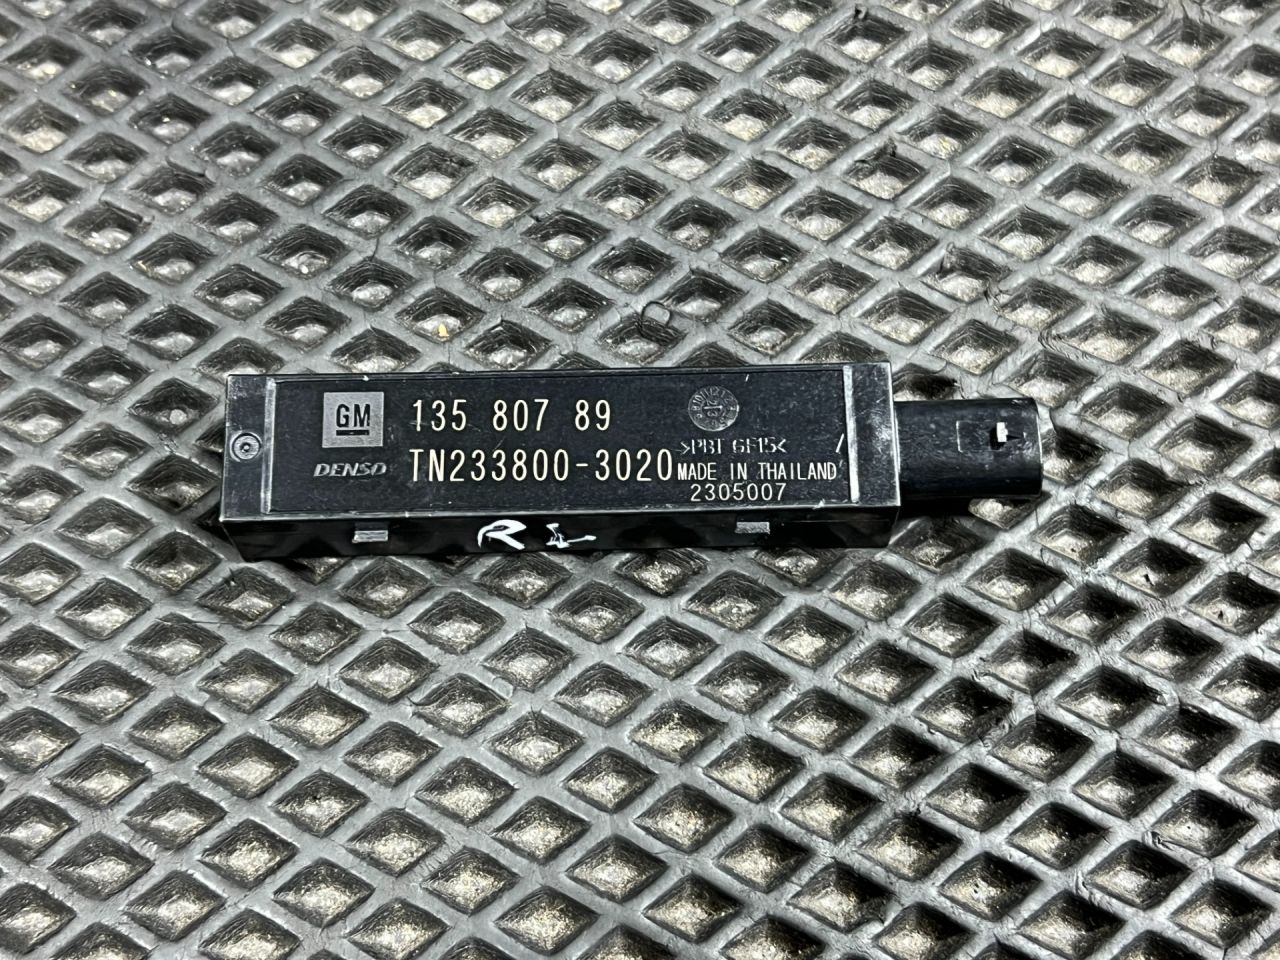 GM 135 807 89
DENSO TN233800-3020
>PBT GF15<
MADE IN THAILAND
2305007
R L